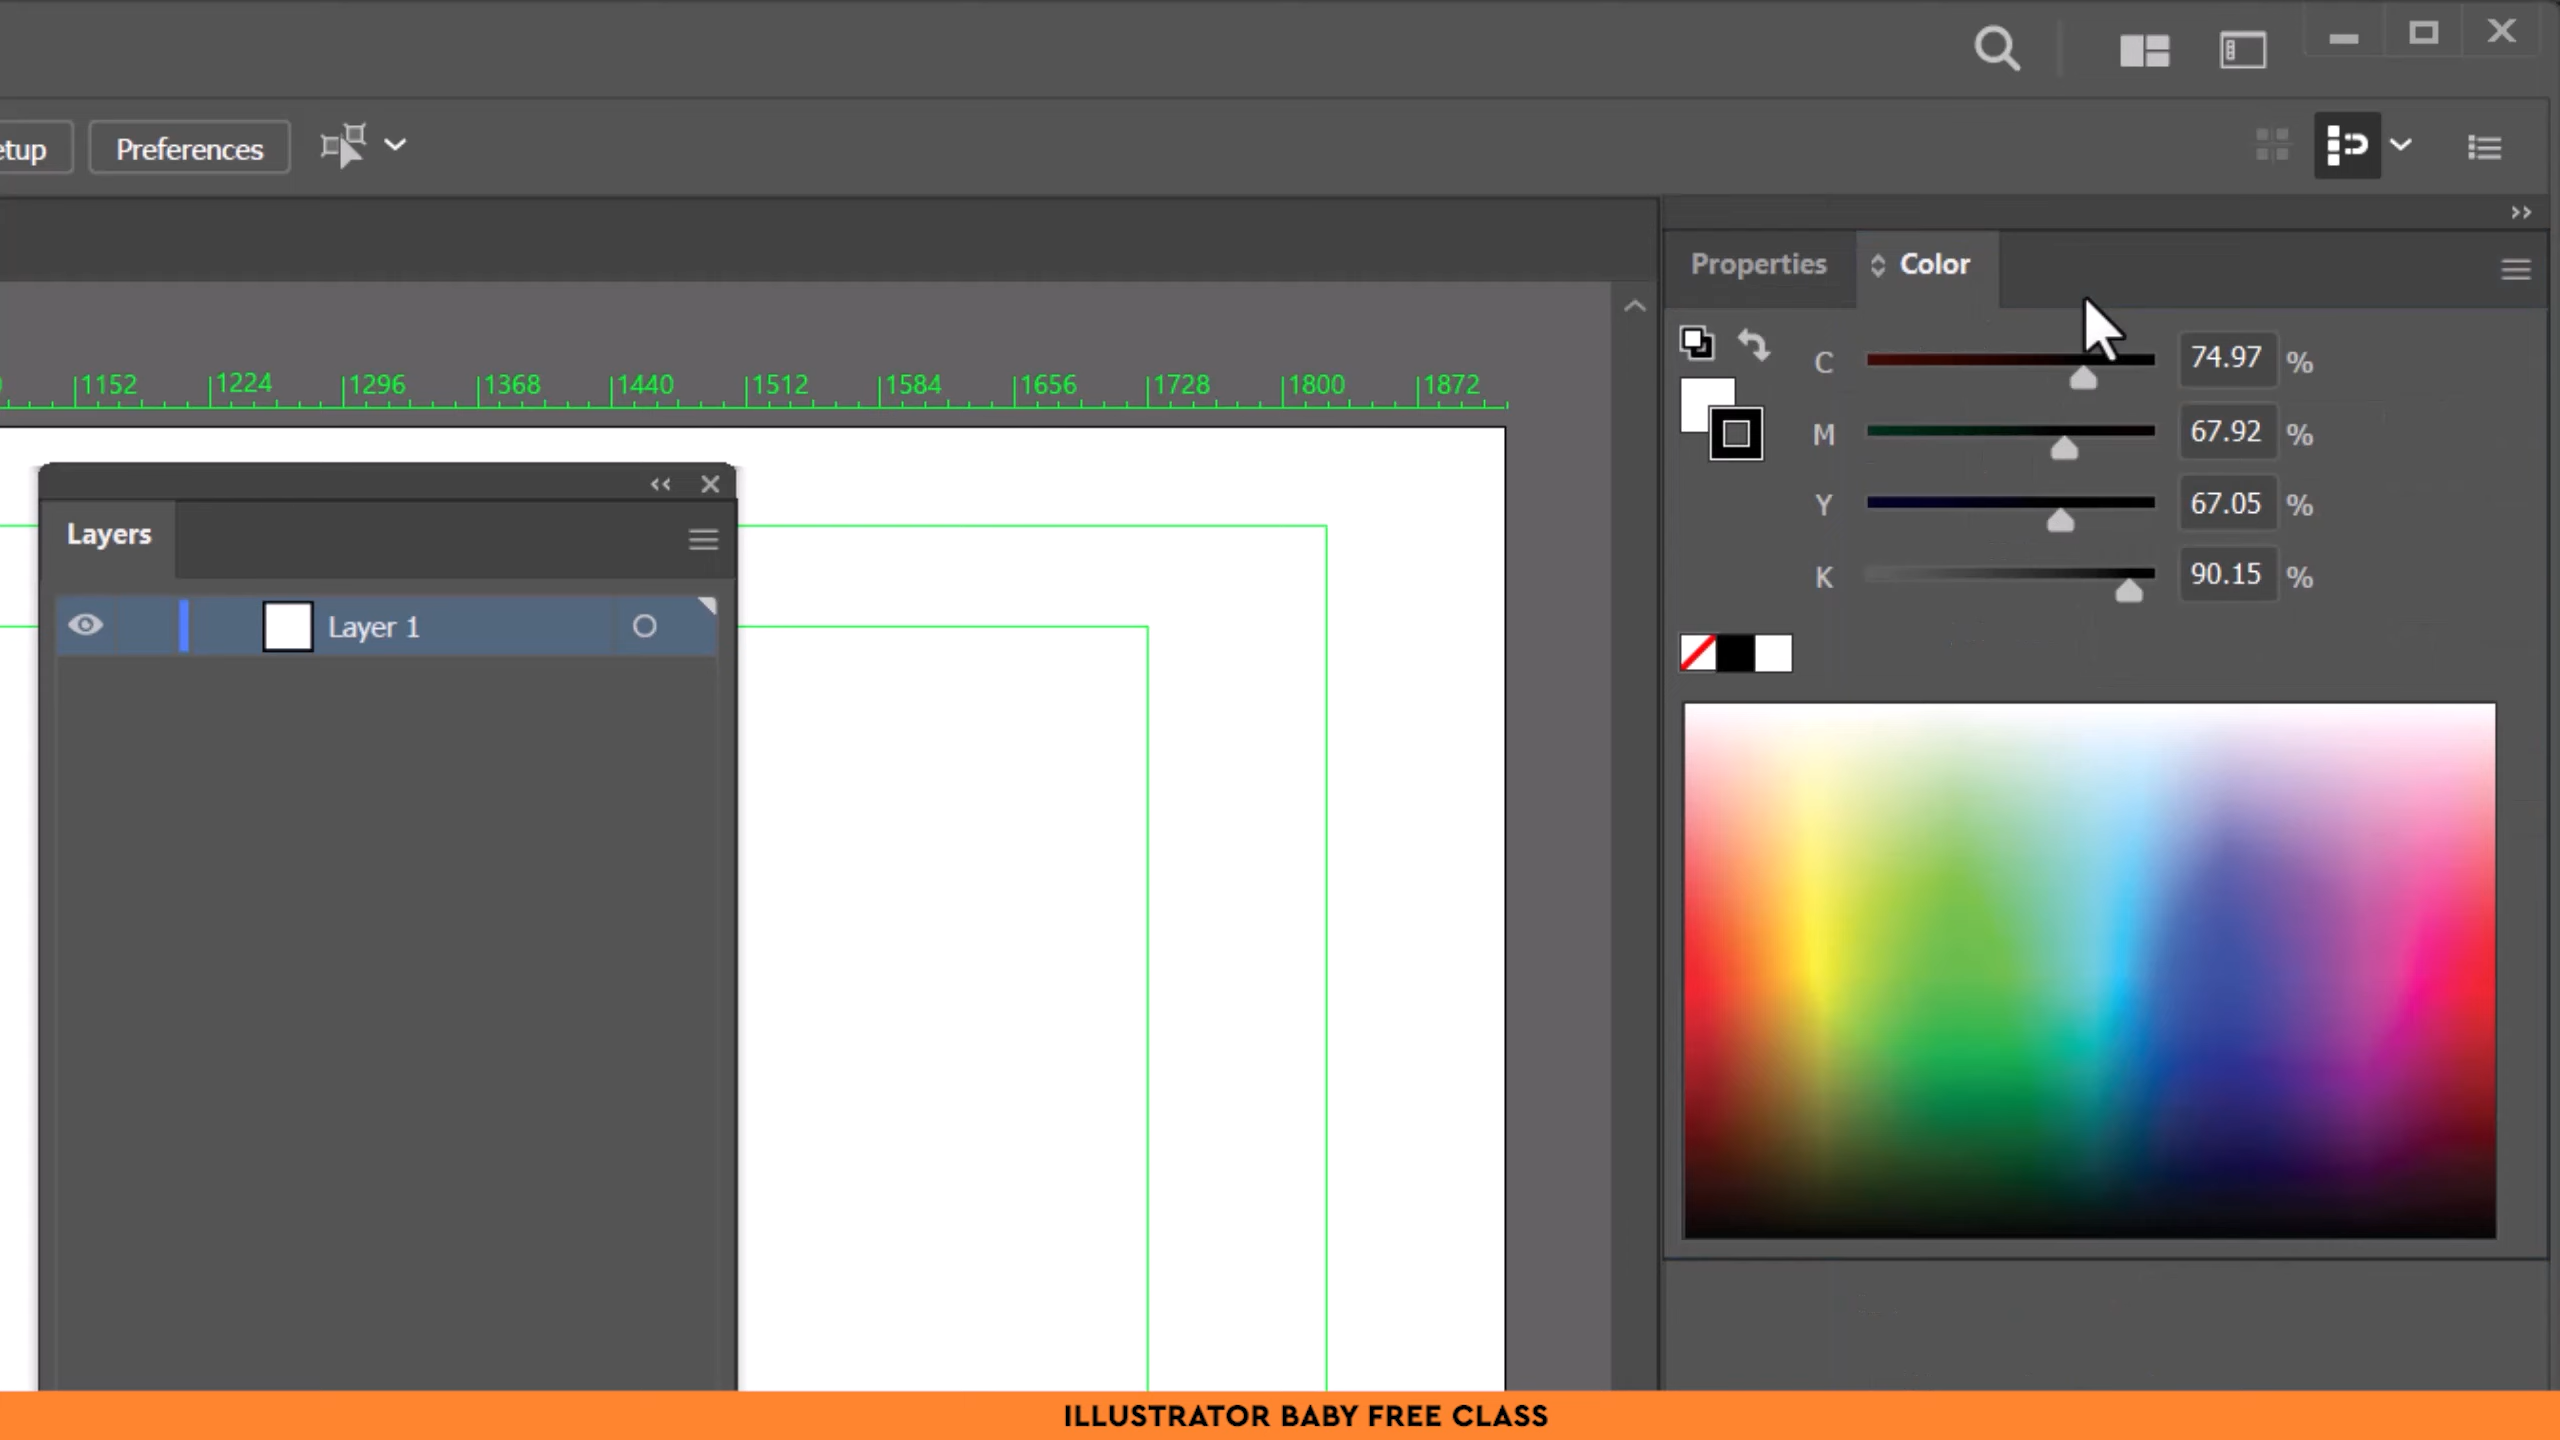 etup Preferences
Properties Color
1152 1224 1296 1368 1440 1512 1584 1656 1728 1800 1872
C 74.97 %
M 67.92 %
Y 67.05 %
K 90.15 %
Layers
Layer 1
ILLUSTRATOR BABY FREE CLASS